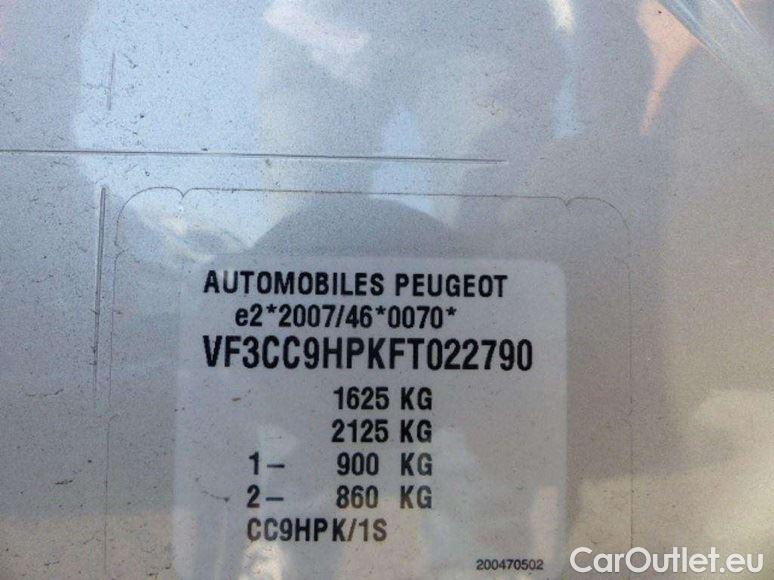 AUTOMOBILES PEUGEOT
e2*2007/46*0070*
VF3CC9HPKFT022790
1625 KG
2125 KG
1- 900 KG
2- 860 KG
CC9HPK/1S
200470502
CarOutlet.eu